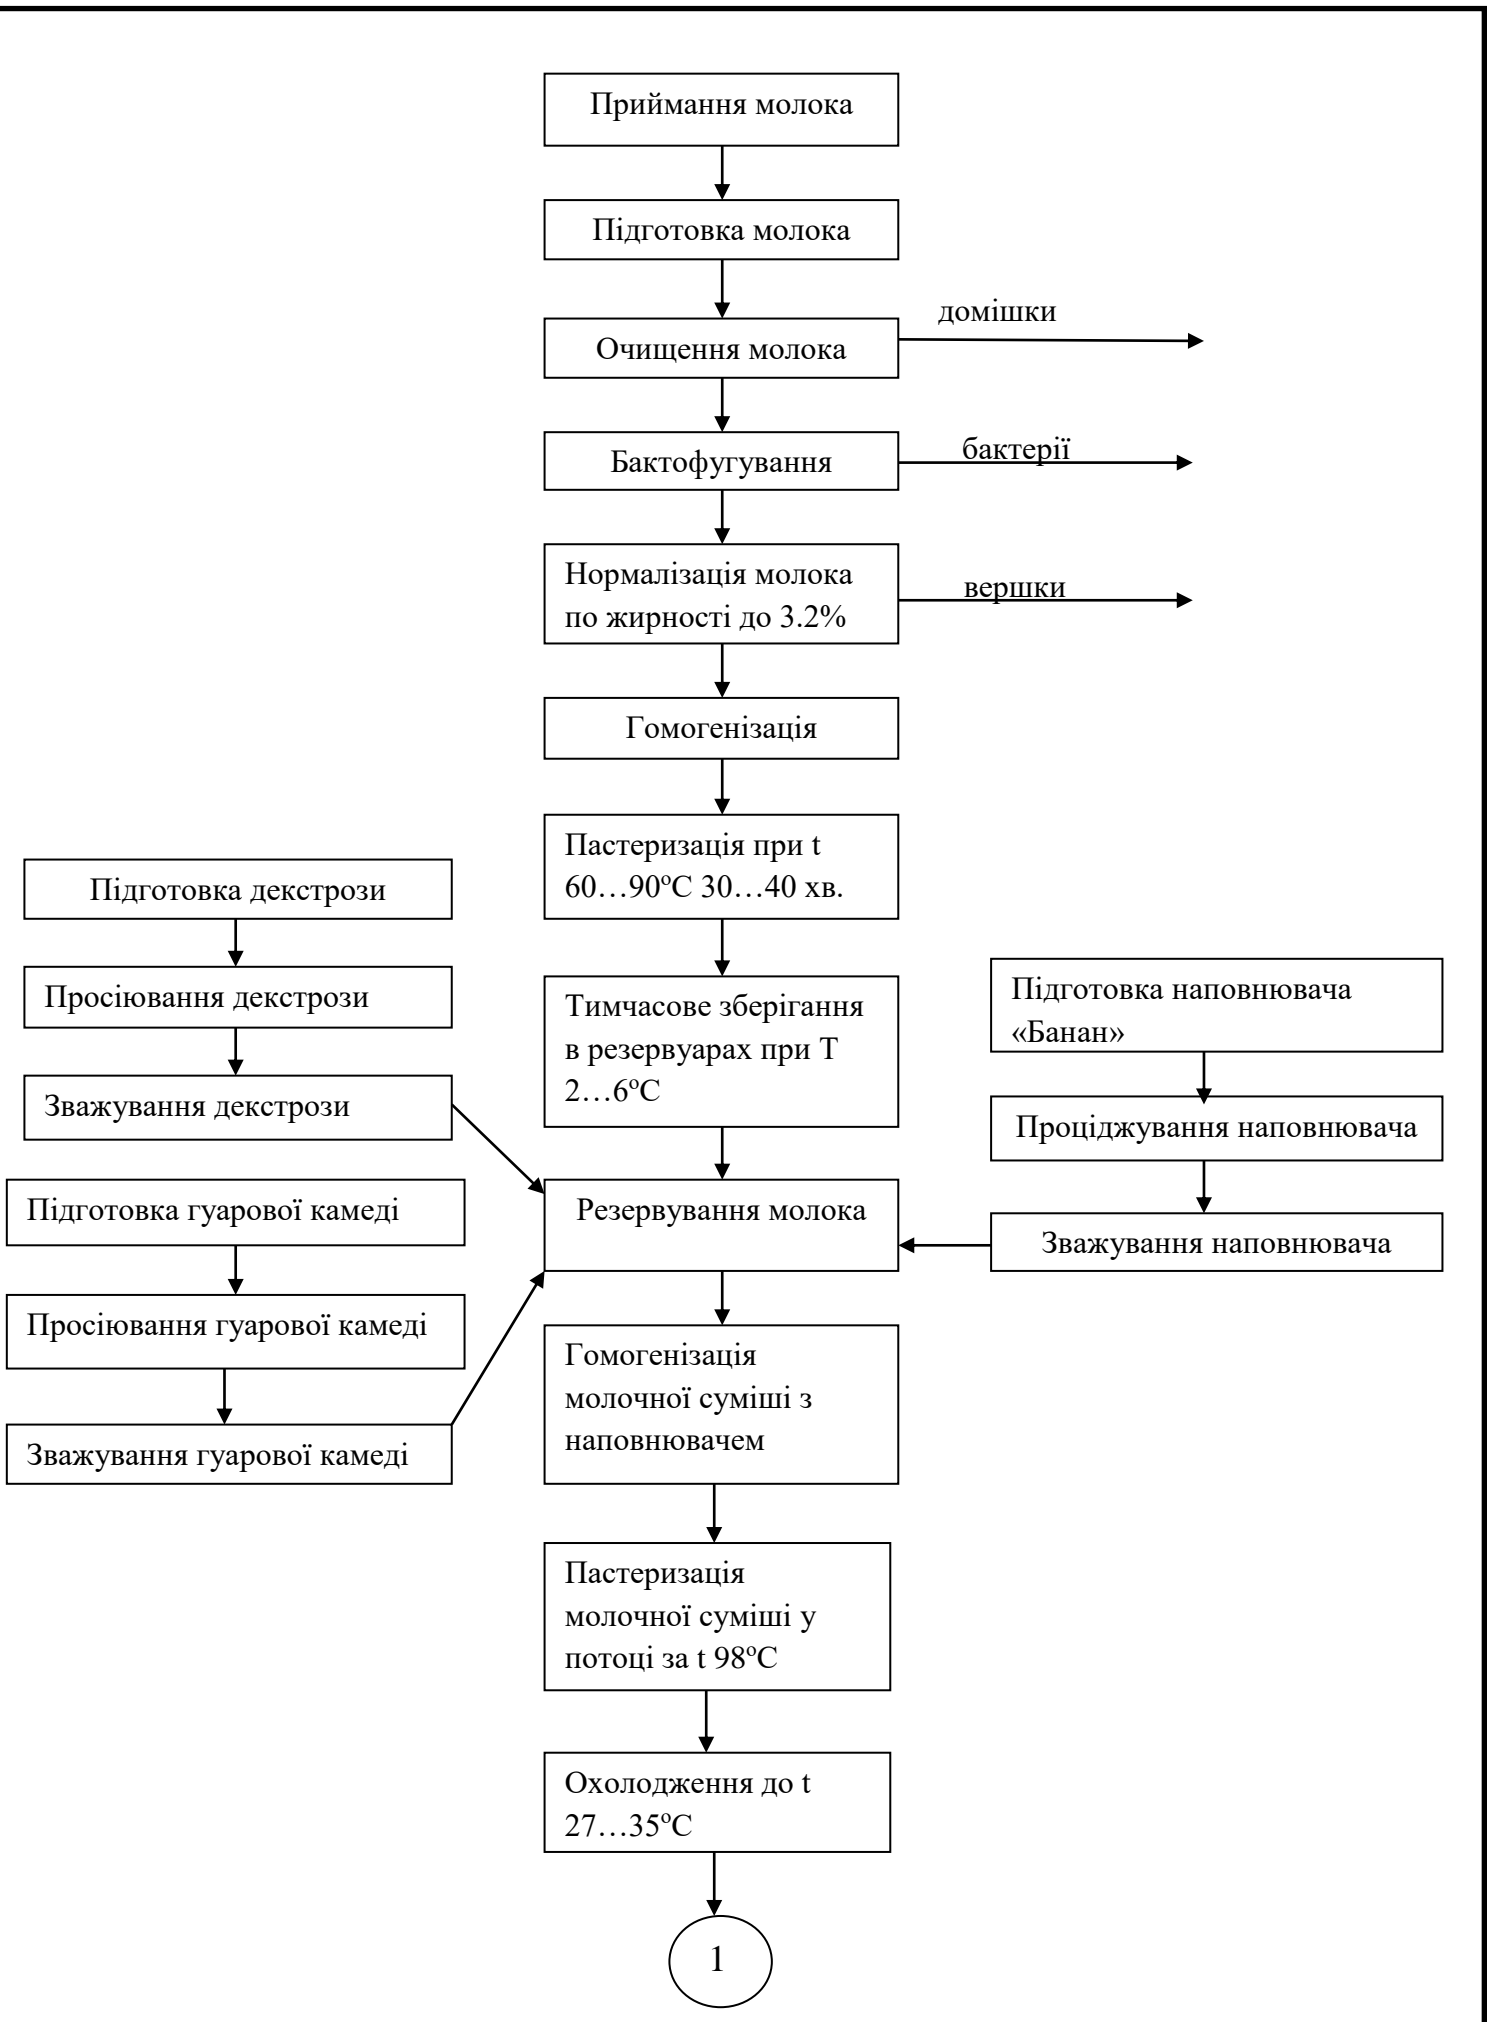 Приймання молока
Підготовка молока
домішки
Очищення молока
бактерії
Бактофугування
Нормалізація молока
по жирності до 3.2%
вершки
Гомогенізація
Пастеризація при t
60…90ºС 30…40 хв.
Підготовка декстрози
Просіювання декстрози
Зважування декстрози
Тимчасове зберігання
в резервуарах при Т
2…6ºС
Підготовка наповнювача
«Банан»
Проціджування наповнювача
Зважування наповнювача
Резервування молока
Підготовка гуарової камеді
Просіювання гуарової камеді
Зважування гуарової камеді
Гомогенізація
молочної суміші з
наповнювачем
Пастеризація
молочної суміші у
потоці за t 98ºС
Охолодження до t
27…35ºС
1